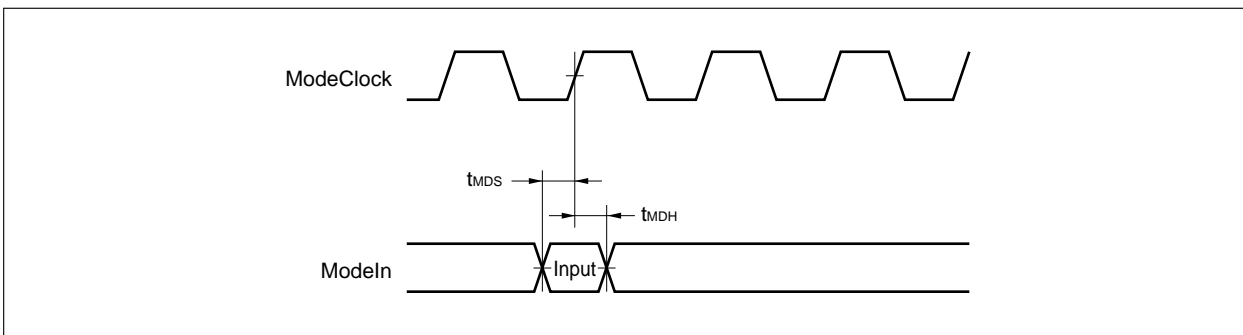 ModeClock
tMDS
tMDH
ModeIn
Input